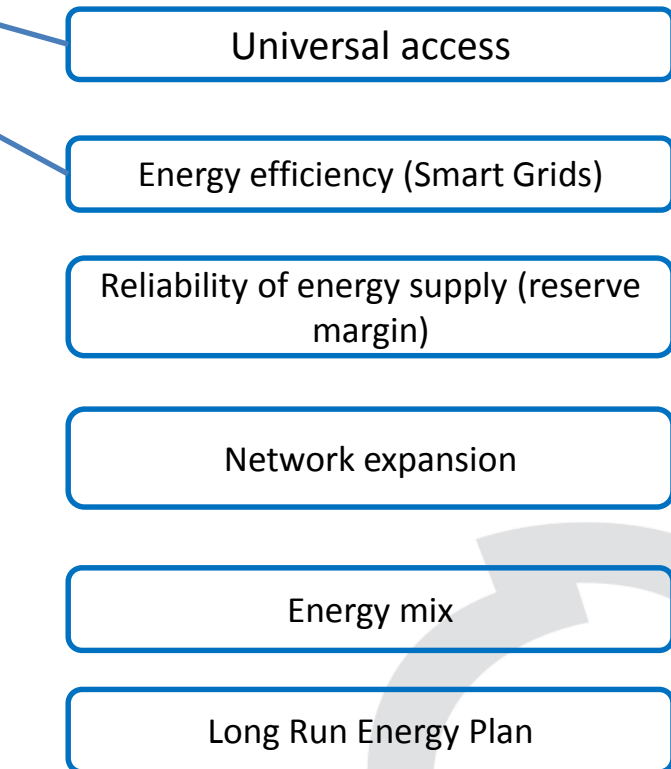 Universal access
Energy efficiency (Smart Grids)
Reliability of energy supply (reserve
margin)
Network expansion
Energy mix
Long Run Energy Plan